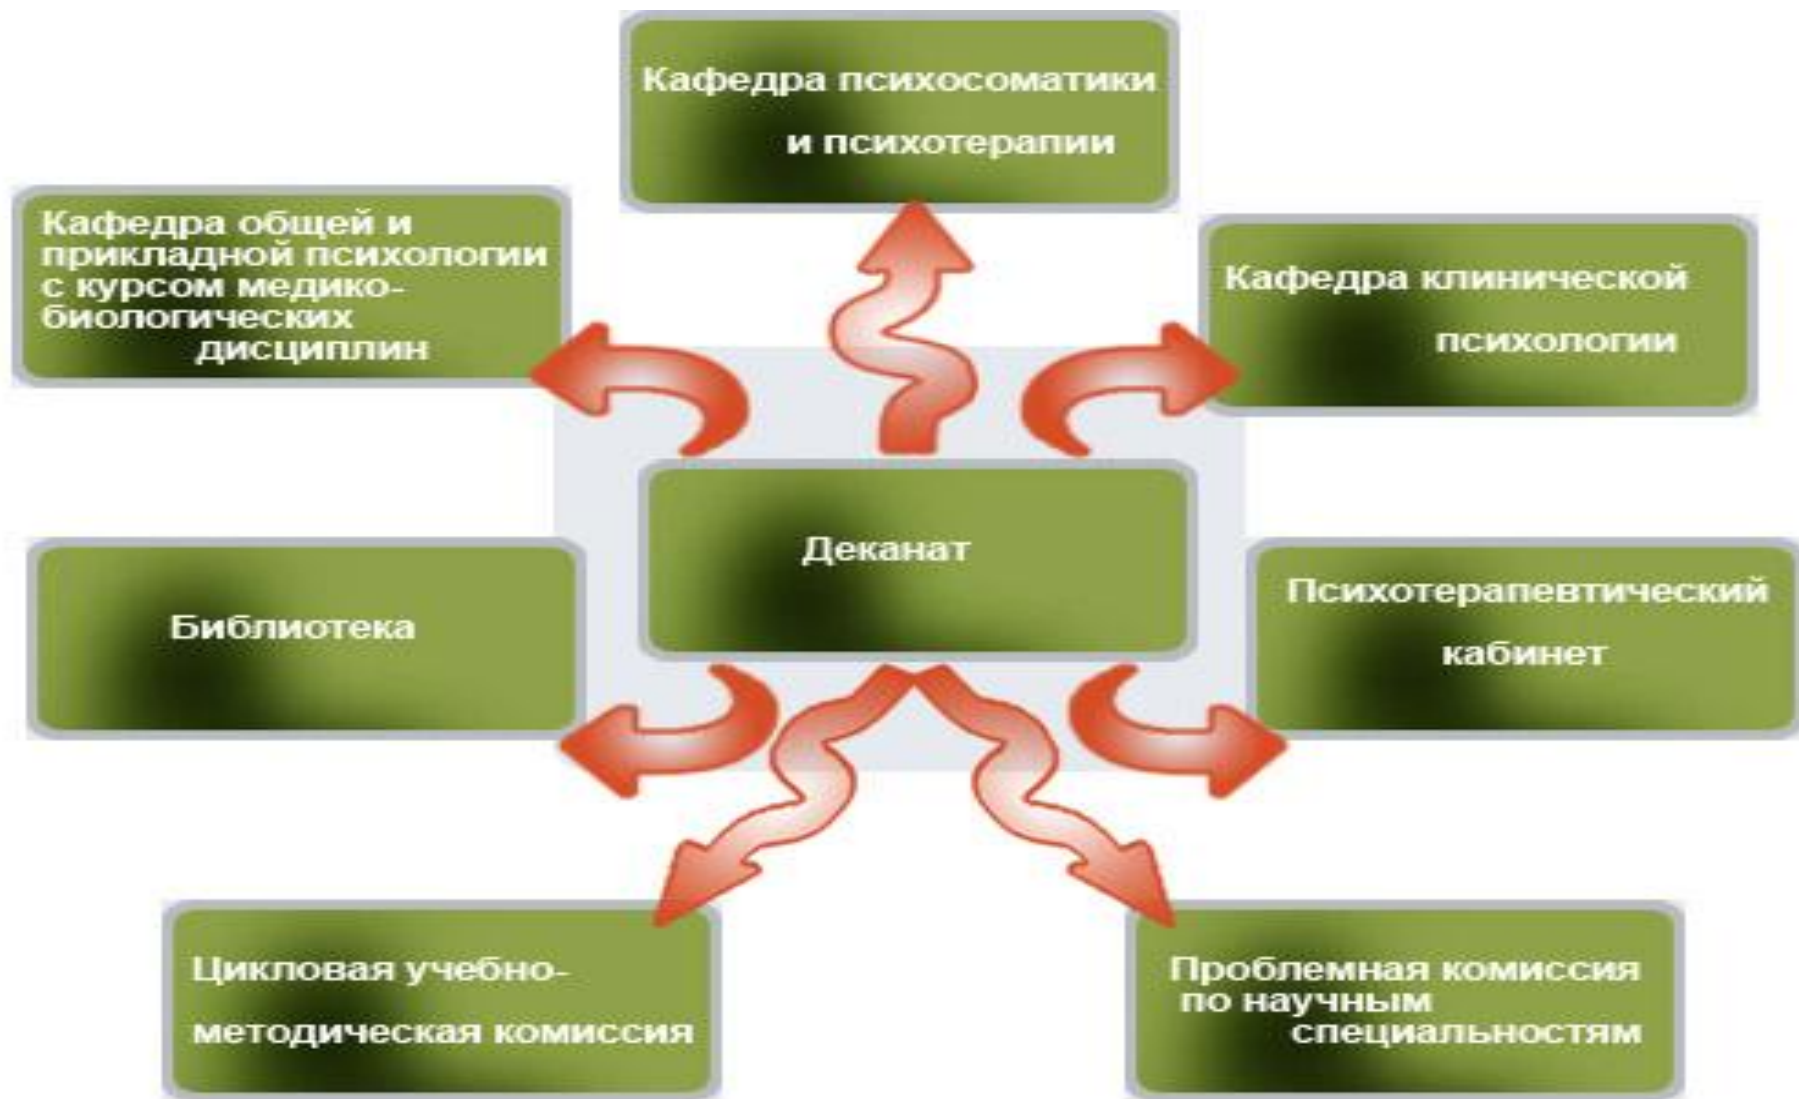 Кафедра психосоматики
и психотерапии
Кафедра общей и
прикладной психологии
с курсом медико-
биологических
дисциплин
Кафедра клинической
психологии
Деканат
Библиотека
Психотерапевтический
кабинет
Цикловая учебно-
методическая комиссия
Проблемная комиссия
по научным
специальностям